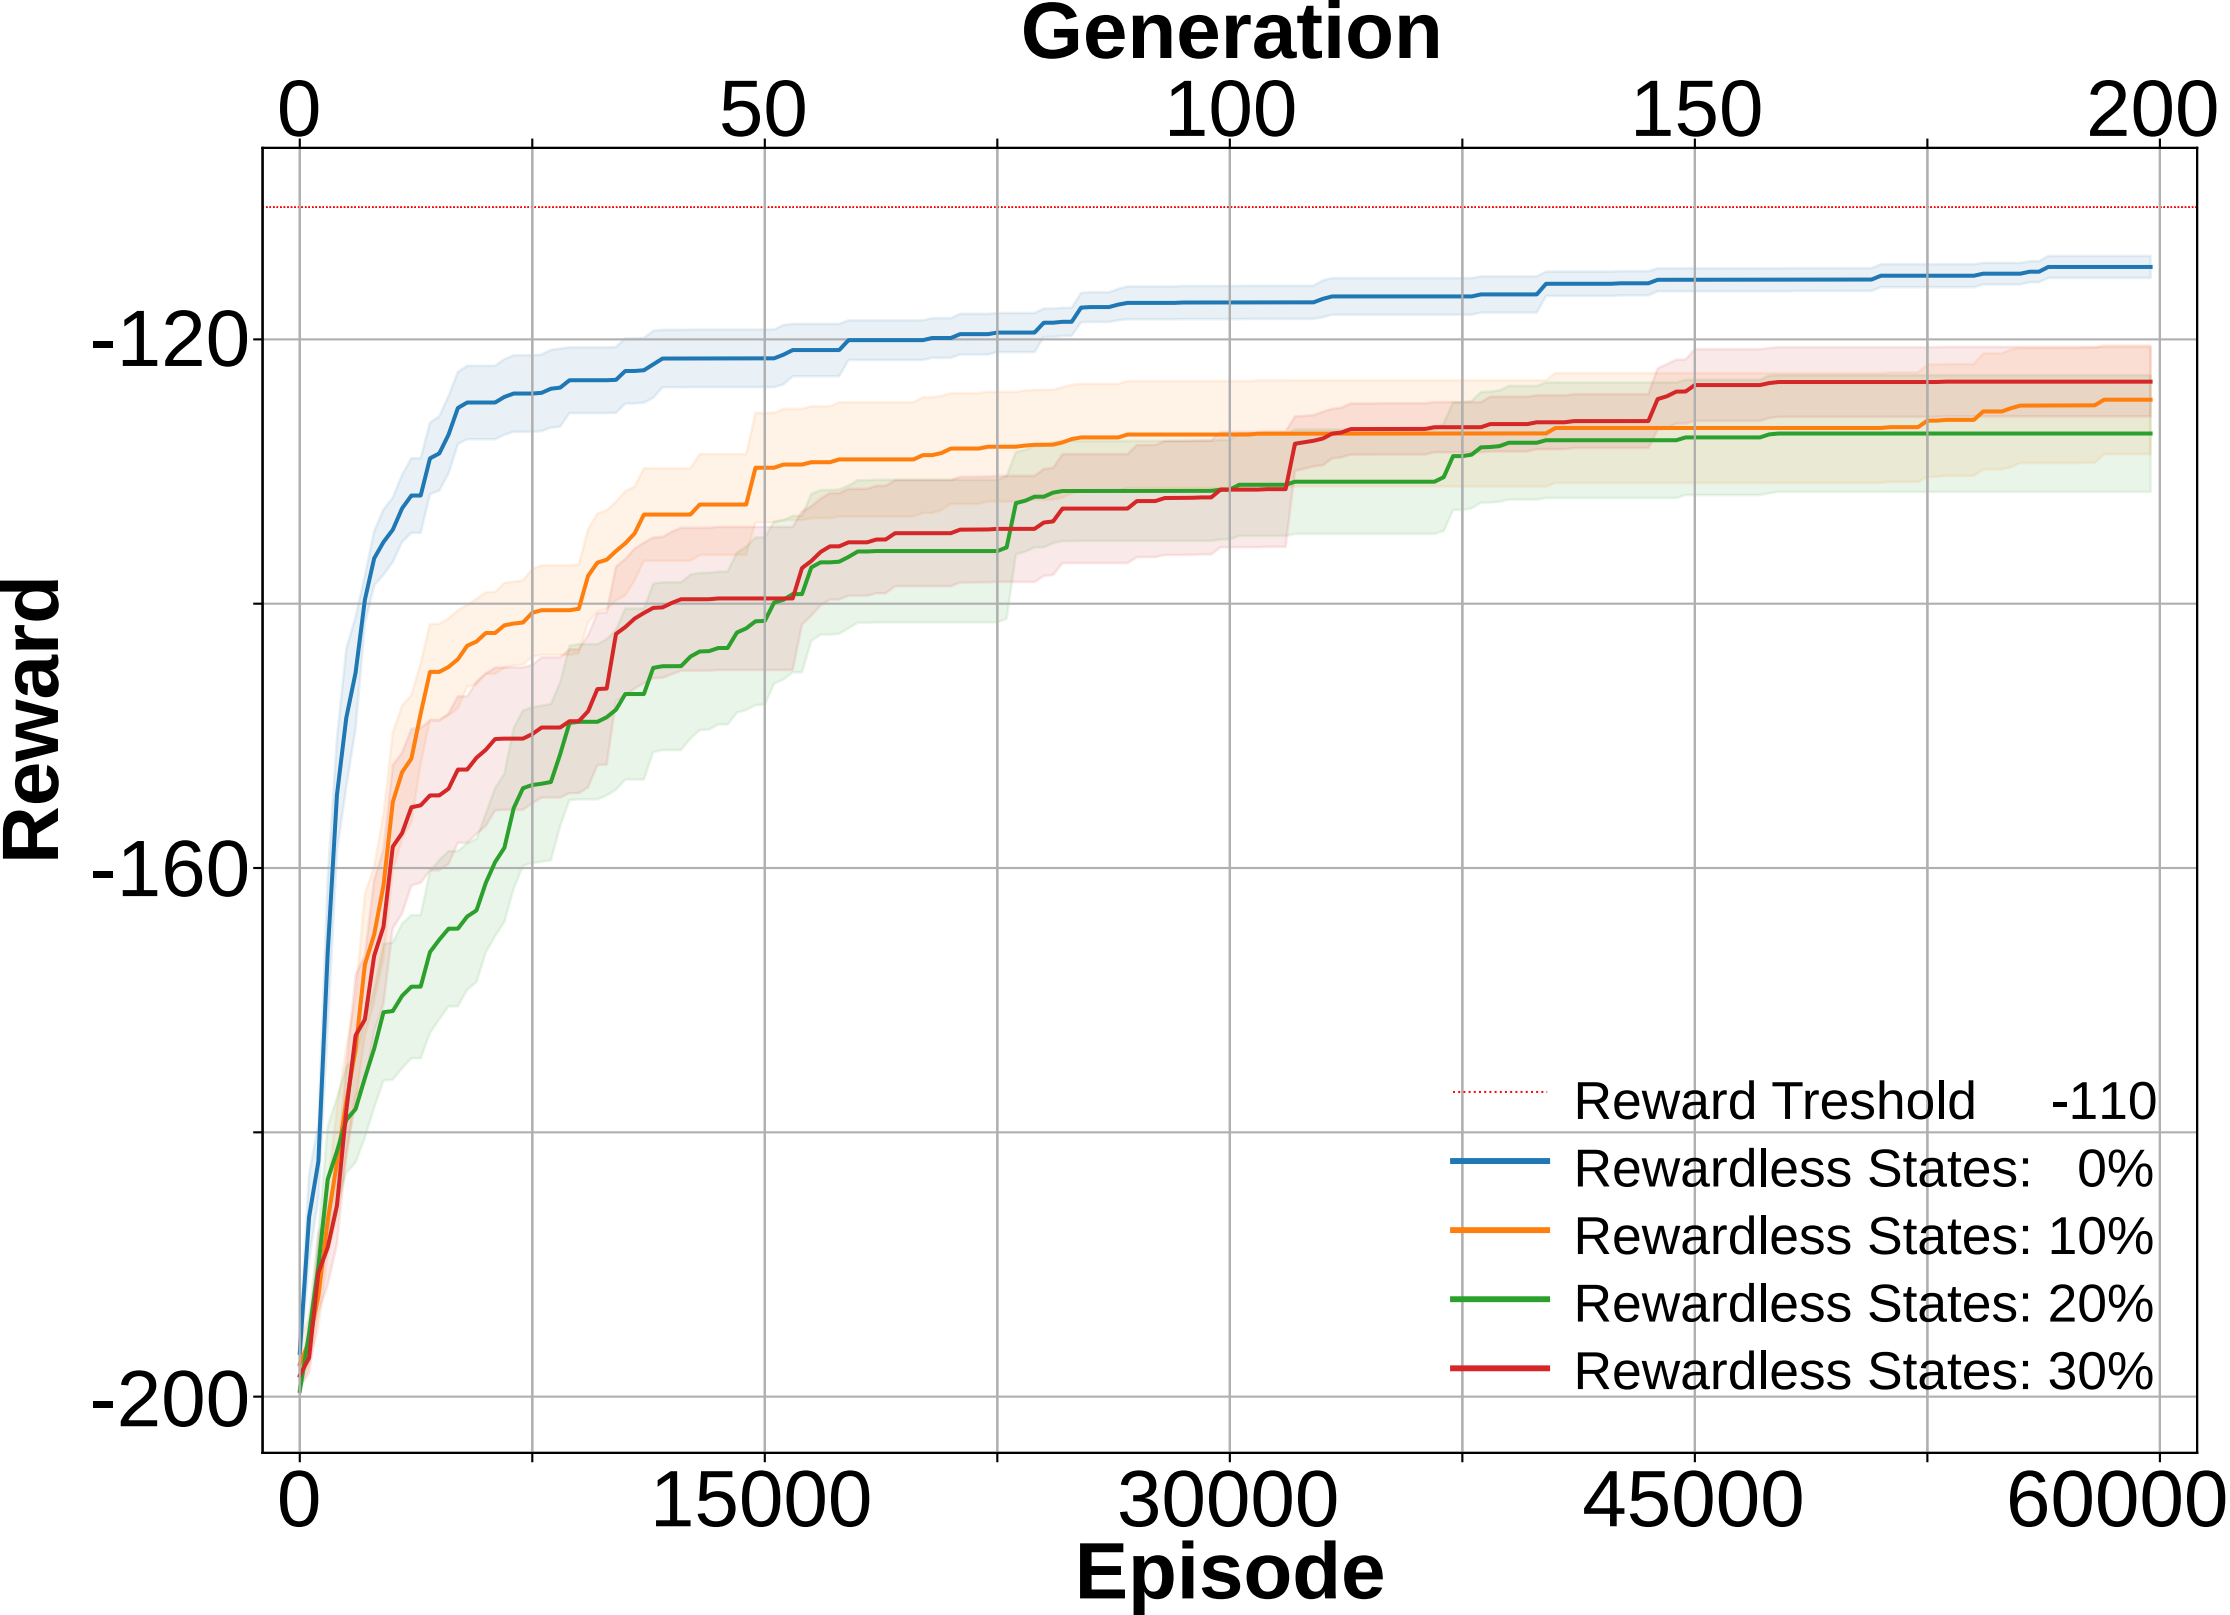 Generation
0 50 100 150 200
Reward
-120
-160
-200
Reward Treshold -110
Rewardless States: 0%
Rewardless States: 10%
Rewardless States: 20%
Rewardless States: 30%
0 15000 30000 45000 60000
Episode